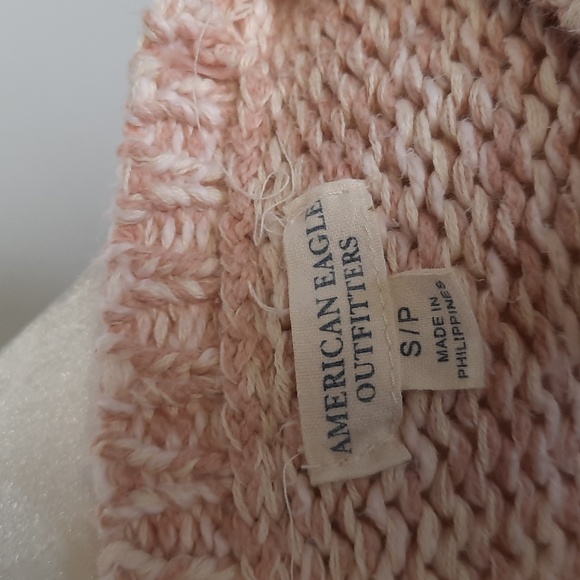 AMERICAN EAGLE
OUTFITTERS
S/P
MADE IN
PHILIPPINES